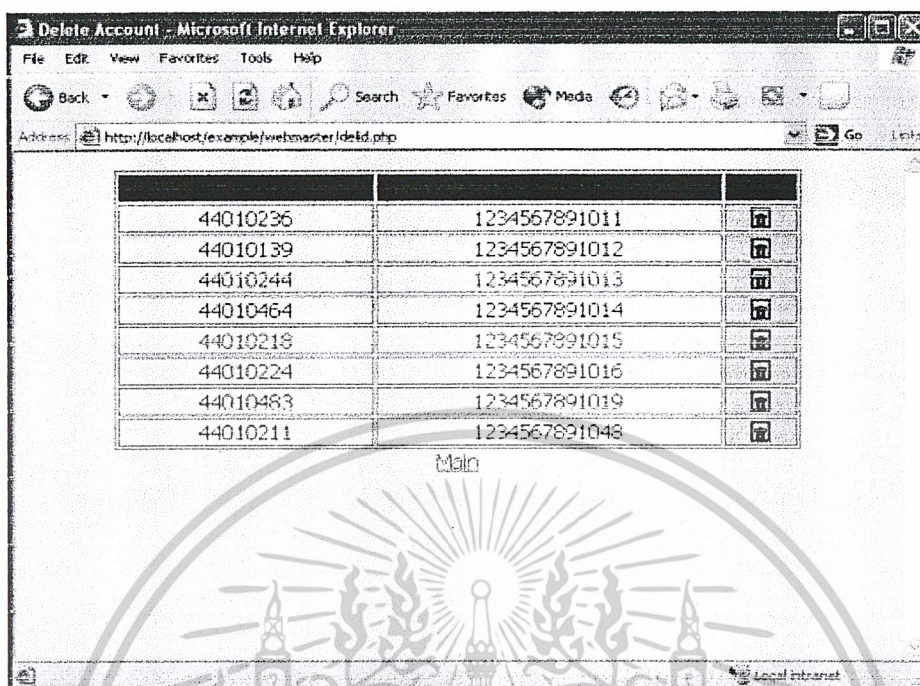 Delete Account - Microsoft Internet Explorer
File Edit View Favorites Tools Help
Back Search Favorites Media
Address http://localhost/example/webmaster/delid.php Go Links
44010236 1234567891011
44010139 1234567891012
44010244 1234567891013
44010464 1234567891014
44010218 1234567891015
44010224 1234567891016
44010483 1234567891019
44010211 1234567891048
Main
Local intranet